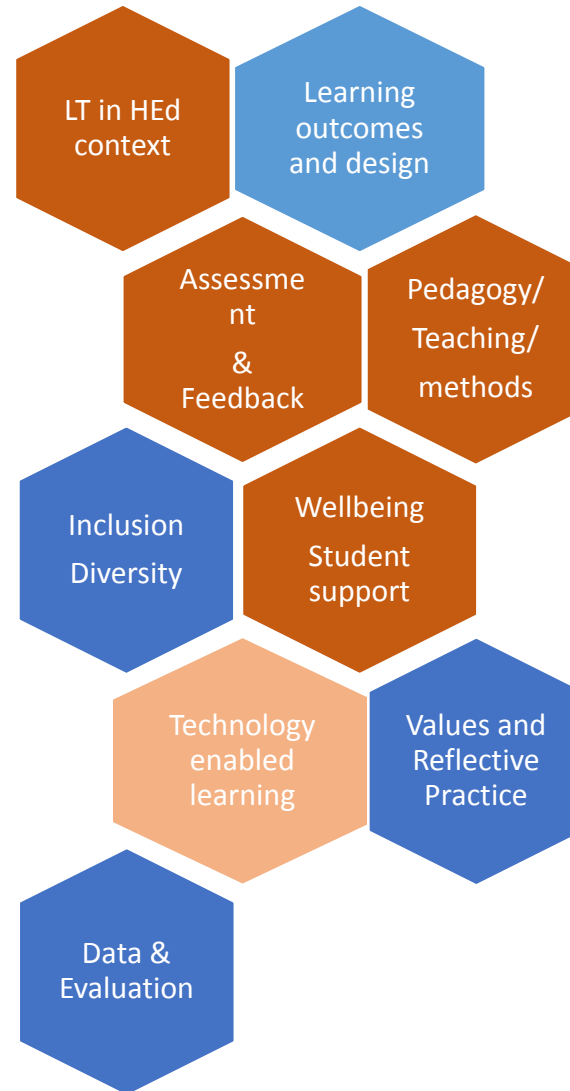 LT in HEd
context
Learning
outcomes
and design
Assessme
nt
&
Feedback
Pedagogy/
Teaching/
methods
Inclusion
Diversity
Wellbeing
Student
support
Technology
enabled
learning
Values and
Reflective
Practice
Data &
Evaluation